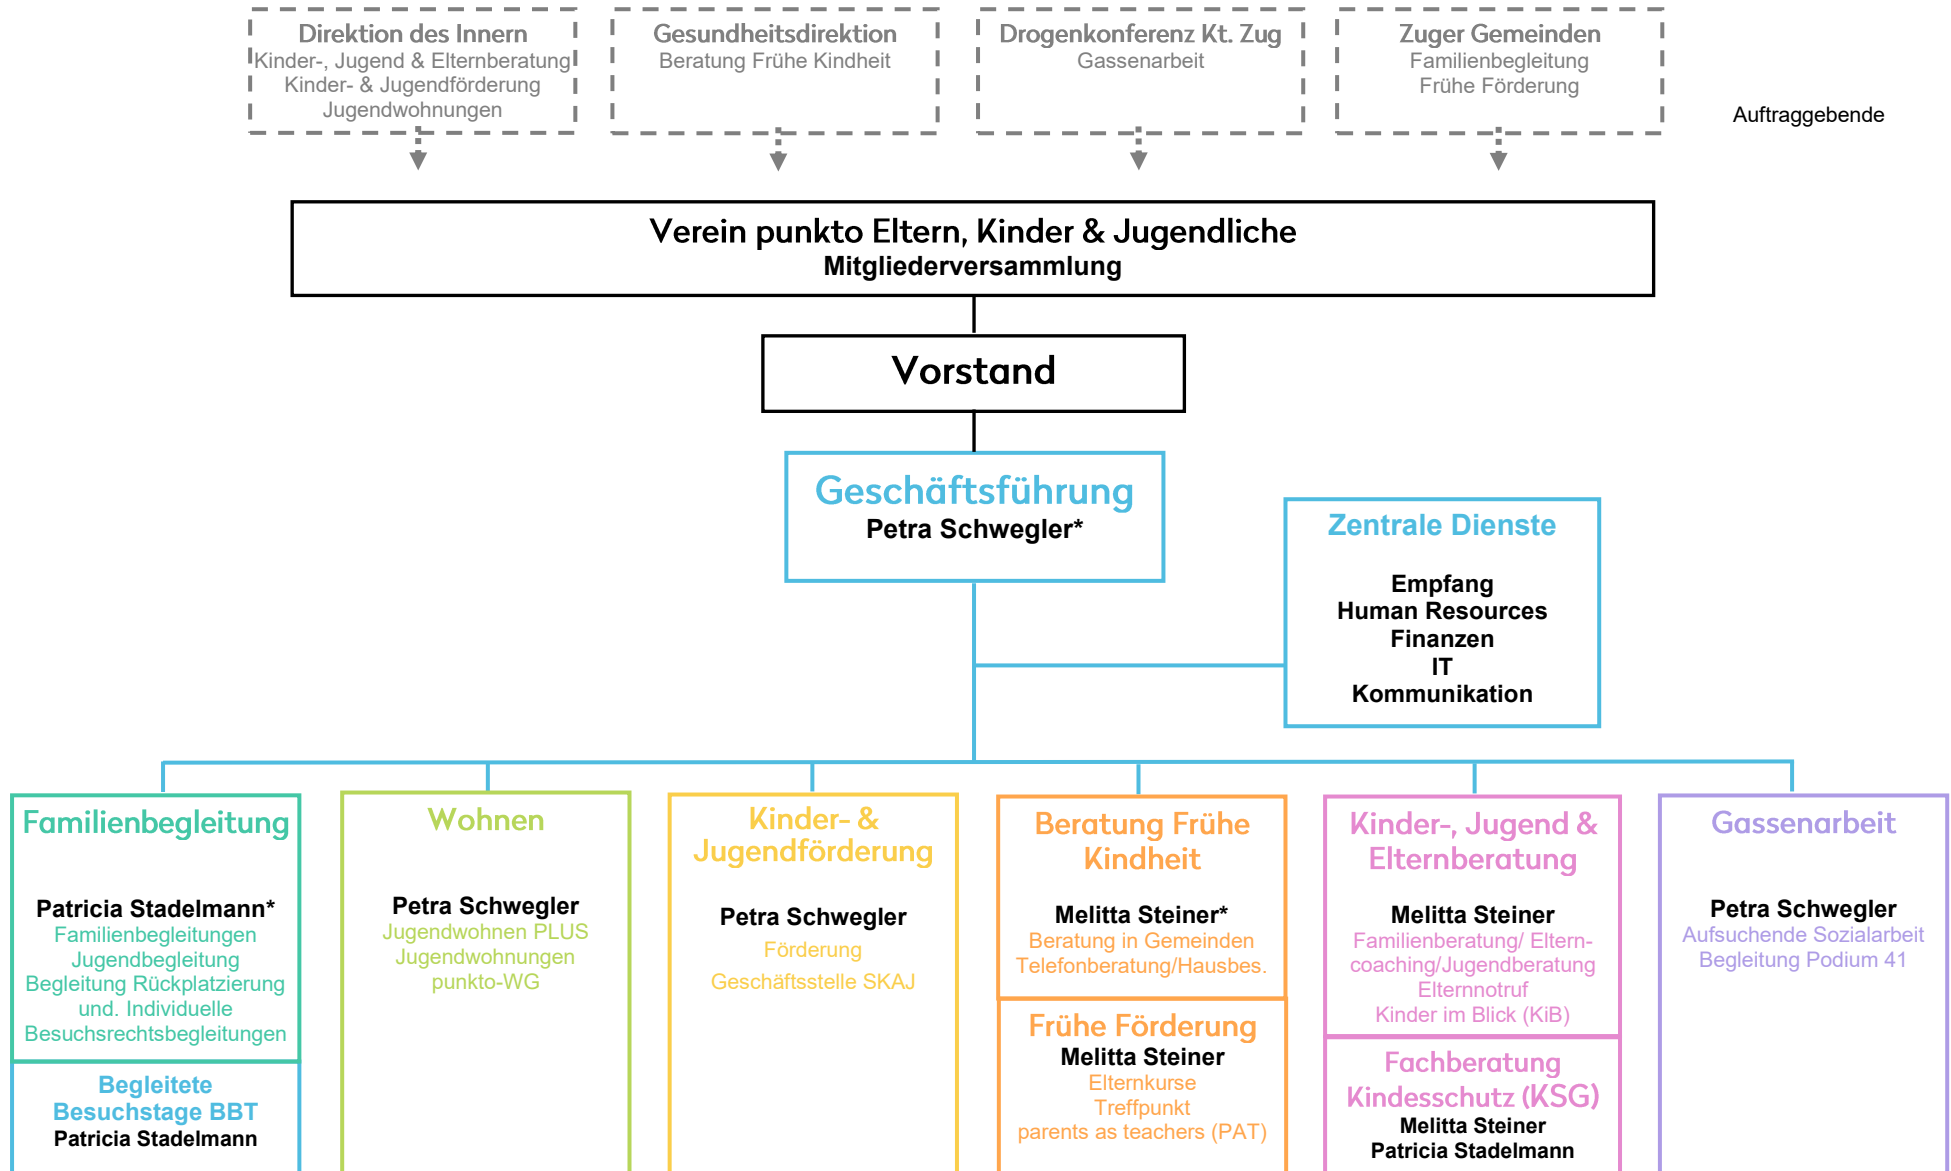 Direktion des Innern
Kinder-, Jugend & Elternberatung
Kinder- & Jugendförderung
Jugendwohnungen
Gesundheitsdirektion
Beratung Frühe Kindheit
Drogenkonferenz Kt. Zug
Gassenarbeit
Zuger Gemeinden
Familienbegleitung
Frühe Förderung
Auftraggebende
Verein punkto Eltern, Kinder & Jugendliche
Mitgliederversammlung
Vorstand
Geschäftsführung
Petra Schwegler*
Zentrale Dienste
Empfang
Human Resources
Finanzen
IT
Kommunikation
Familienbegleitung
Patricia Stadelmann*
Familienbegleitungen
Jugendbegleitung
Begleitung Rückplatzierung
und. Individuelle
Besuchsrechtsbegleitungen
Begleitete
Besuchstage BBT
Patricia Stadelmann
Wohnen
Petra Schwegler
Jugendwohnen PLUS
Jugendwohnungen
punkto-WG
Kinder- &
Jugendförderung
Petra Schwegler
Förderung
Geschäftsstelle SKAJ
Beratung Frühe
Kindheit
Melitta Steiner*
Beratung in Gemeinden
Telefonberatung/Hausbes.
Frühe Förderung
Melitta Steiner
Elternkurse
Treffpunkt
parents as teachers (PAT)
Kinder-, Jugend &
Elternberatung
Melitta Steiner
Familienberatung/ Eltern-
coaching/Jugendberatung
Elternnotruf
Kinder im Blick (KiB)
Fachberatung
Kindesschutz (KSG)
Melitta Steiner
Patricia Stadelmann
Gassenarbeit
Petra Schwegler
Aufsuchende Sozialarbeit
Begleitung Podium 41